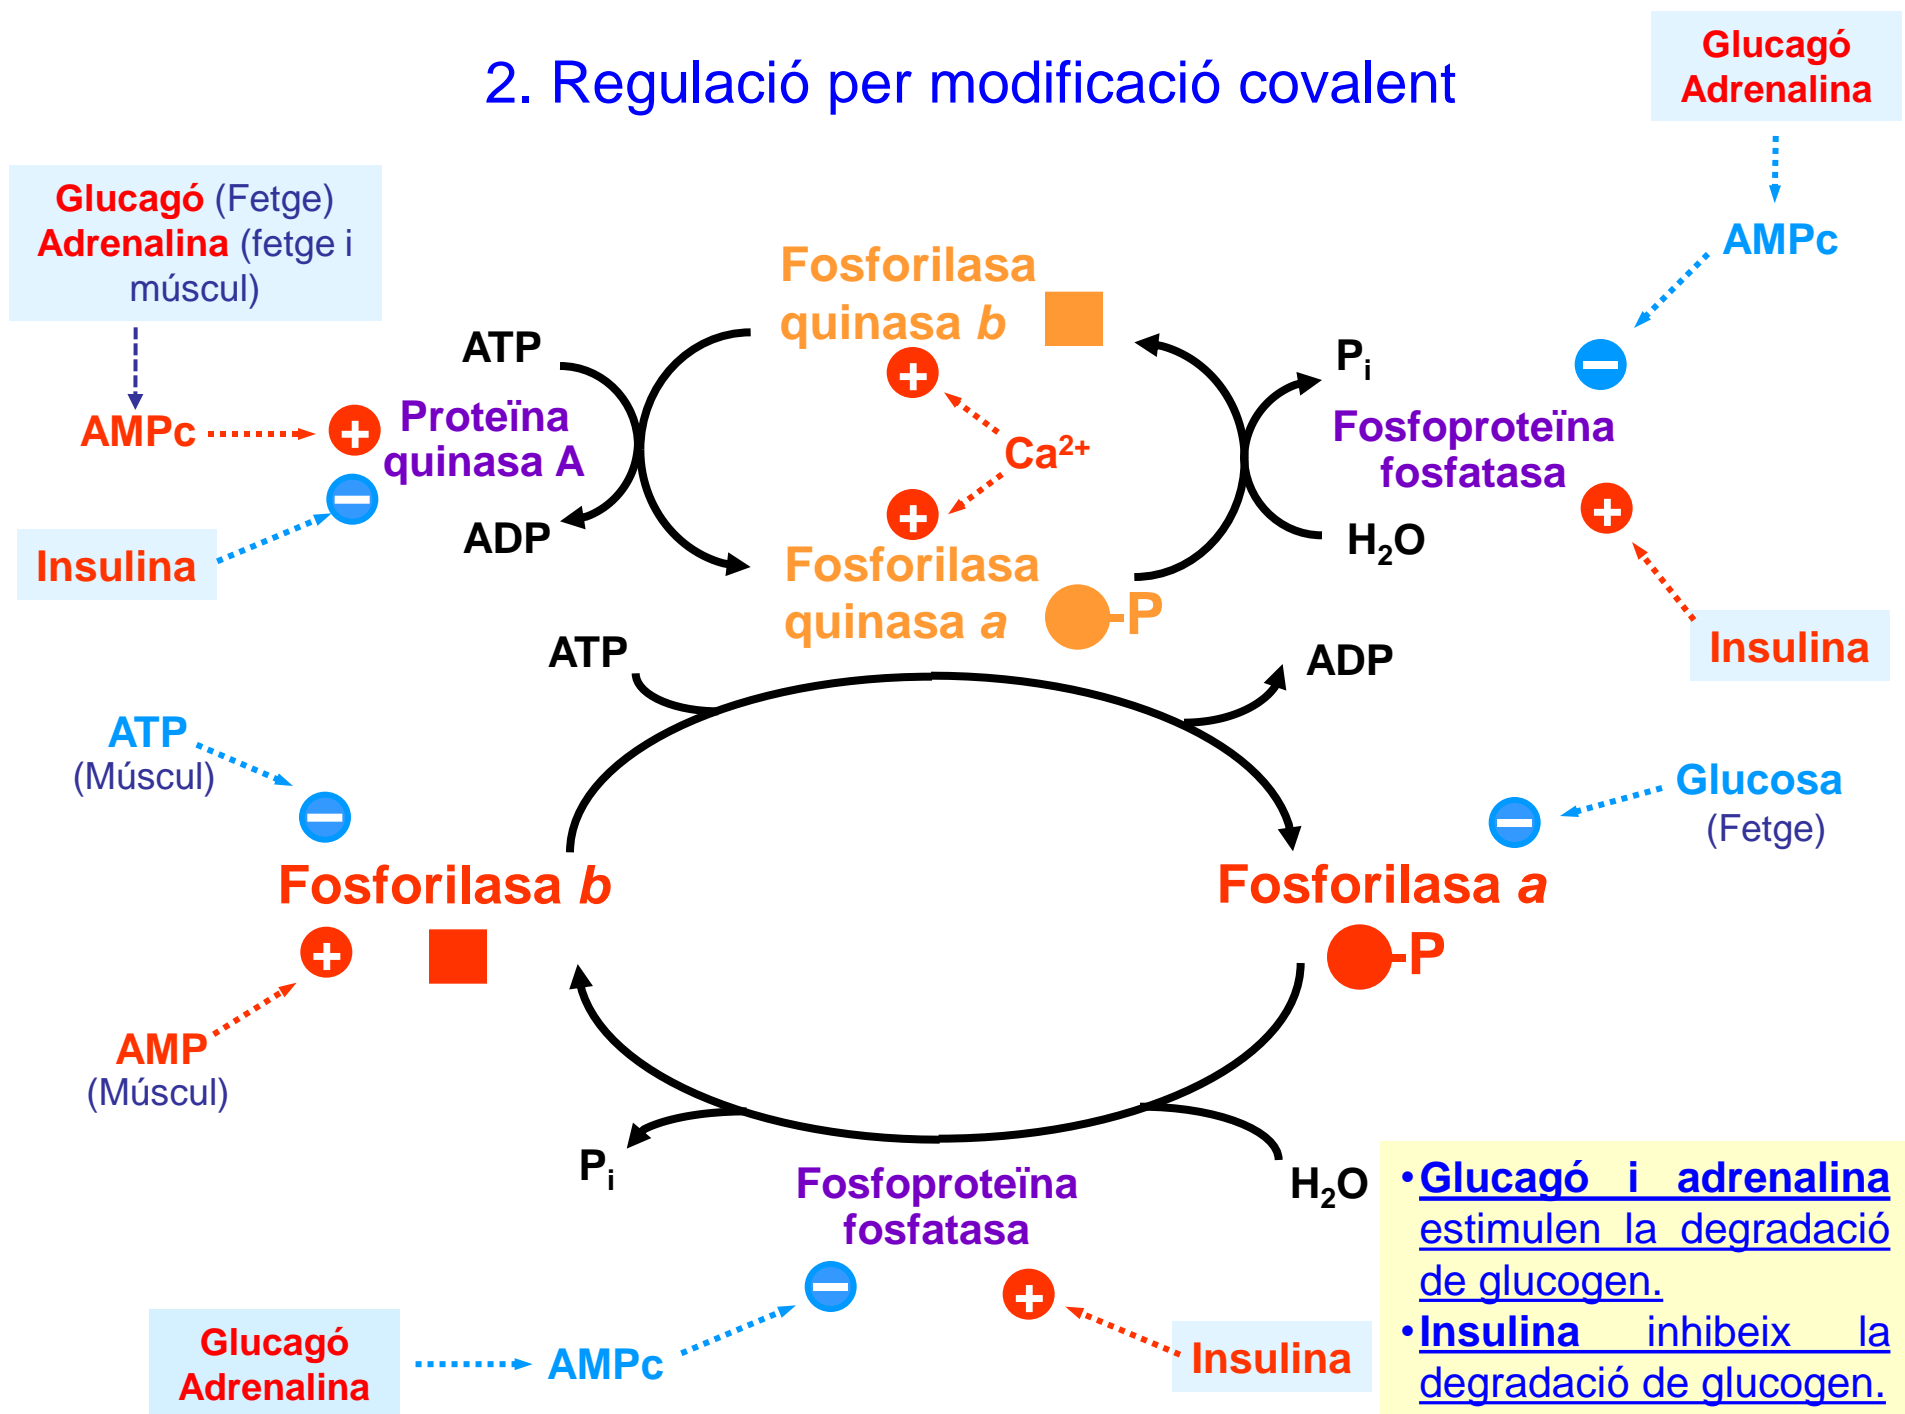 2. Regulació per modificació covalent
Glucagó
Adrenalina
AMPc
Glucagó (Fetge)
Adrenalina (fetge i
múscul)
AMPc
+
Proteïna
quinasa A
Insulina
ATP
ADP
Fosforilasa
quinasa b
+
Ca2+
+
Fosforilasa
quinasa a
-P
Pi
Fosfoproteïna
fosfatasa
H2O
+
Insulina
ATP
ADP
ATP
(Múscul)
Fosforilasa b
+
AMP
(Múscul)
Glucosa
(Fetge)
Fosforilasa a
-P
Pi
Fosfoproteïna
fosfatasa
H2O
+
Glucagó
Adrenalina
AMPc
Insulina
•Glucagó i adrenalina
estimulen la degradació
de glucogen.
•Insulina inhibeix la
degradació de glucogen.